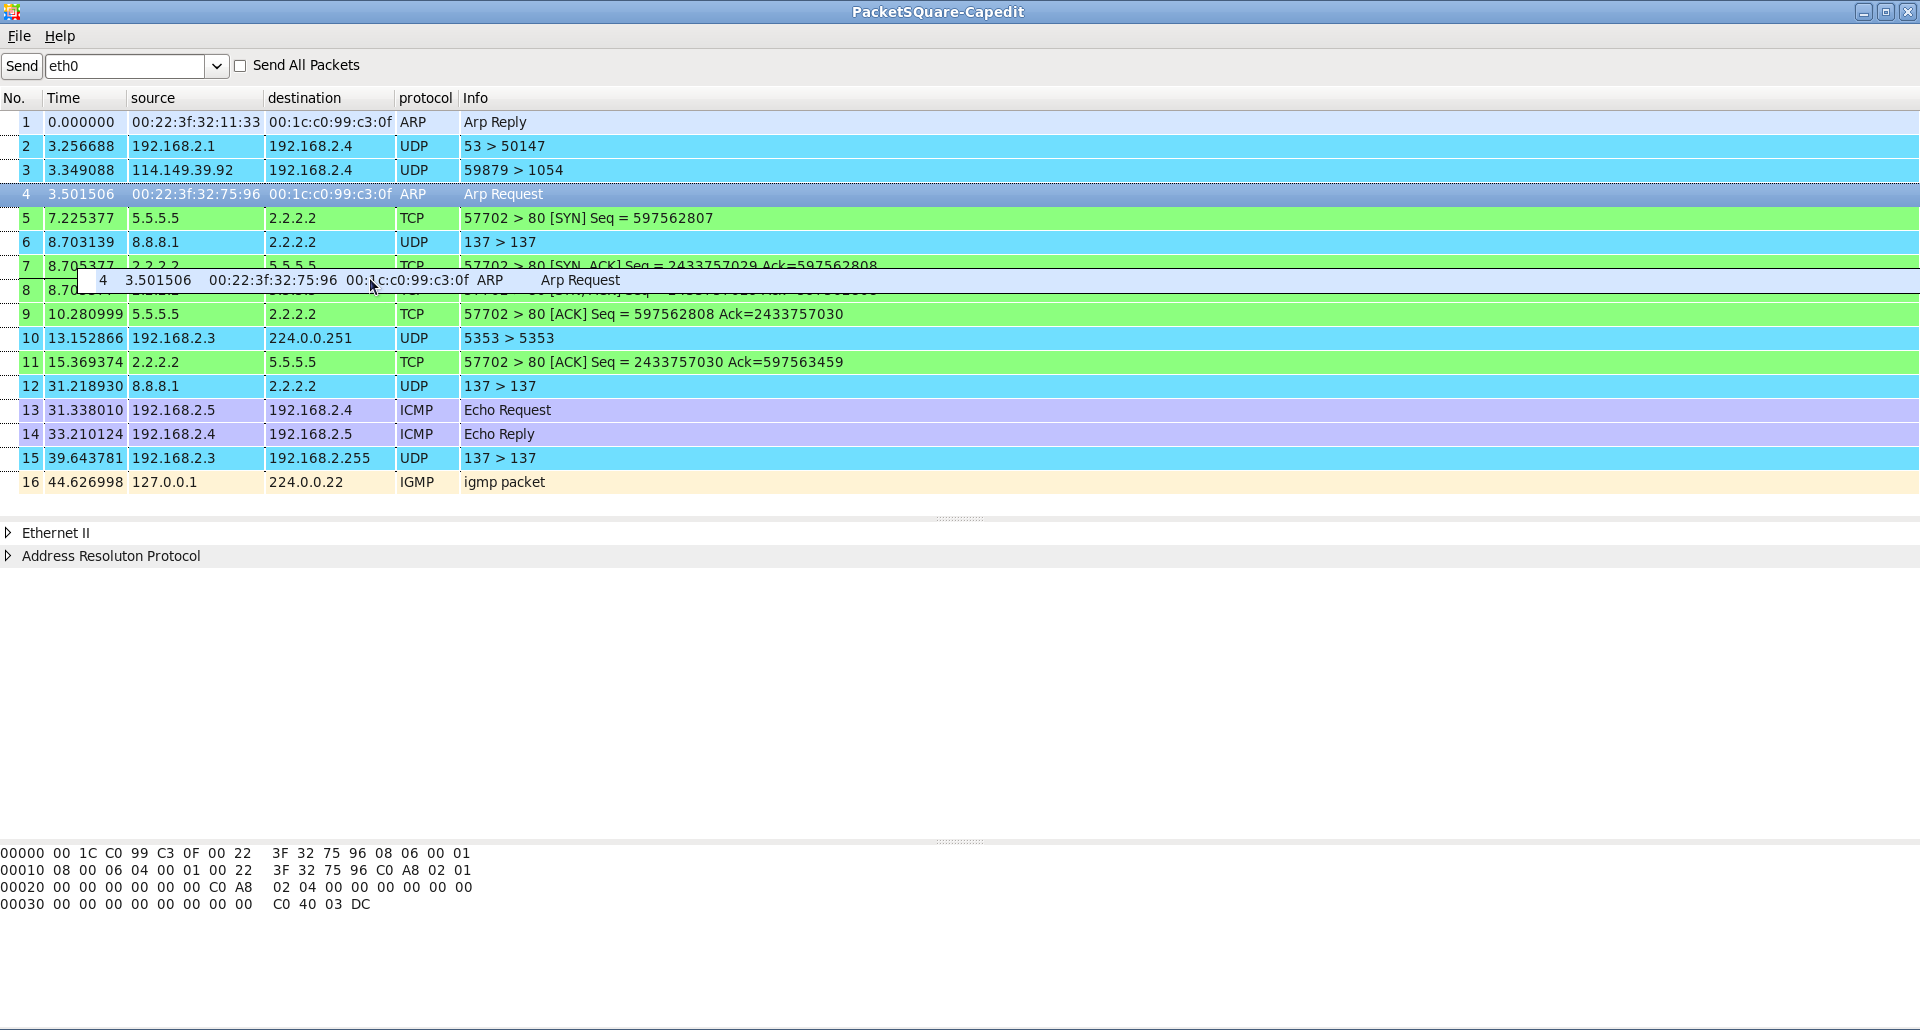 PacketSQuare-Capedit
File Help
Send eth0 Send All Packets
No. Time source destination protocol Info
1 0.000000 00:22:3f:32:11:33 00:1c:c0:99:c3:0f ARP Arp Reply
2 3.256688 192.168.2.1 192.168.2.4 UDP 53 > 50147
3 3.349088 114.149.39.92 192.168.2.4 UDP 59879 > 1054
4 3.501506 00:22:3f:32:75:96 00:1c:c0:99:c3:0f ARP Arp Request
5 7.225377 5.5.5.5 2.2.2.2 TCP 57702 > 80 [SYN] Seq = 597562807
6 8.703139 8.8.8.1 2.2.2.2 UDP 137 > 137
7 8.705377 2.2.2.2 5.5.5.5 TCP 57702 > 80 [SYN, ACK] Seq = 2433757029 Ack=597562808
4 3.501506 00:22:3f:32:75:96 00:1c:c0:99:c3:0f ARP Arp Request
8
9 10.280999 5.5.5.5 2.2.2.2 TCP 57702 > 80 [ACK] Seq = 597562808 Ack=2433757030
10 13.152866 192.168.2.3 224.0.0.251 UDP 5353 > 5353
11 15.369374 2.2.2.2 5.5.5.5 TCP 57702 > 80 [ACK] Seq = 2433757030 Ack=597563459
12 31.218930 8.8.8.1 2.2.2.2 UDP 137 > 137
13 31.338010 192.168.2.5 192.168.2.4 ICMP Echo Request
14 33.210124 192.168.2.4 192.168.2.5 ICMP Echo Reply
15 39.643781 192.168.2.3 192.168.2.255 UDP 137 > 137
16 44.626998 127.0.0.1 224.0.0.22 IGMP igmp packet
Ethernet II
Address Resoluton Protocol
00000 00 1C C0 99 C3 0F 00 22 3F 32 75 96 08 06 00 01
00010 08 00 06 04 00 01 00 22 3F 32 75 96 C0 A8 02 01
00020 00 00 00 00 00 00 C0 A8 02 04 00 00 00 00 00 00
00030 00 00 00 00 00 00 00 00 C0 40 03 DC